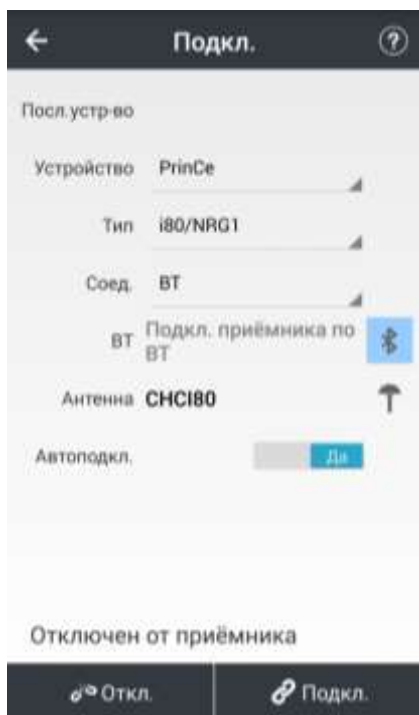 Подкл.
?
Посл.устр-во
Устройство PrinCe
Тип i80/NRG1
Соед. BT
BT Подкл. приёмника по
BT
Антенна CHCI80
Автоподкл. Да
Отключен от приёмника
Откл. Подкл.